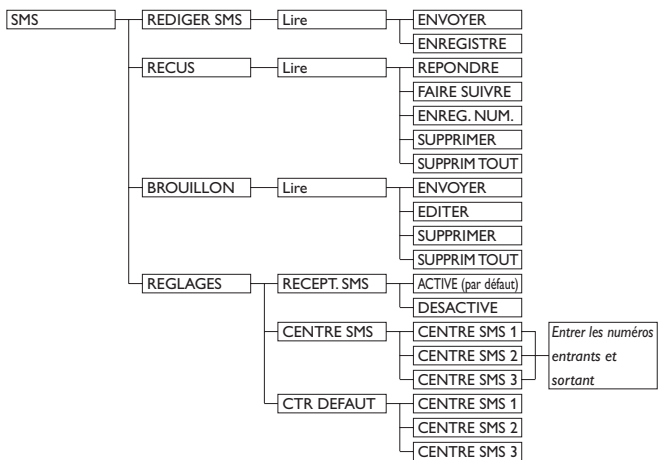 SMS REDIGER SMS Lire ENVOYER
ENREGISTRE
RECUS Lire REPONDRE
FAIRE SUIVRE
ENREG. NUM.
SUPPRIMER
SUPPRIM TOUT
BROUILLON Lire ENVOYER
EDITER
SUPPRIMER
SUPPRIM TOUT
REGLAGES RECEPT. SMS ACTIVE (par défaut)
DESACTIVE
CENTRE SMS CENTRE SMS 1 Entrer les numéros
CENTRE SMS 2 entrants et
CENTRE SMS 3 sortant
CTR DEFAUT CENTRE SMS 1
CENTRE SMS 2
CENTRE SMS 3